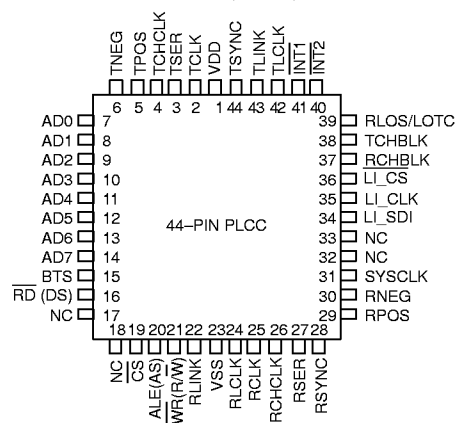 TNEG
TPOS
TCHCLK
TSER
TCLK
VDD
TSYNC
TLINK
TLCLK
INT1
INT2
6 5 4 3 2 1 44 43 42 41 40
AD0 7
AD1 8
AD2 9
AD3 10
AD4 11
AD5 12
AD6 13
AD7 14
BTS 15
RD (DS) 16
NC 17
44–PIN PLCC
39 RLOS/LOTC
38 TCHBLK
37 RCHBLK
36 LI_CS
35 LI_CLK
34 LI_SDI
33 NC
32 NC
31 SYSCLK
30 RNEG
29 RPOS
18 19 20 21 22 23 24 25 26 27 28
NC
CS
ALE(AS)
WR(R/W)
RLINK
VSS
RLCLK
RCLK
RCHCLK
RSER
RSYNC